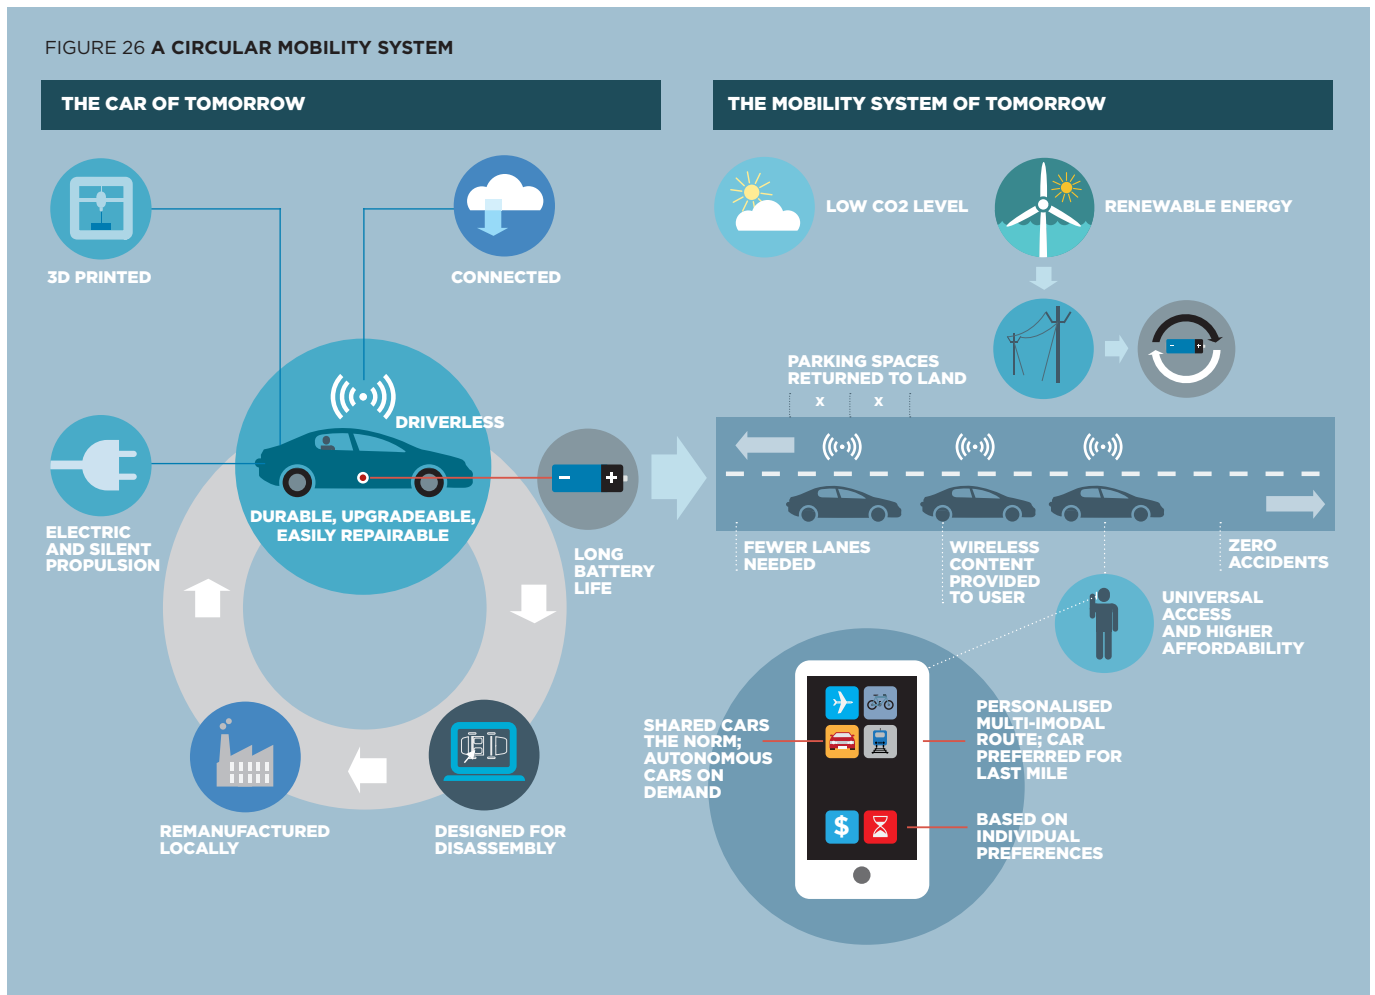 FIGURE 26 A CIRCULAR MOBILITY SYSTEM
THE CAR OF TOMORROW
3D PRINTED
CONNECTED
DRIVERLESS
DURABLE, UPGRADEABLE,
EASILY REPAIRABLE
ELECTRIC
AND SILENT
PROPULSION
LONG
BATTERY
LIFE
REMANUFACTURED
LOCALLY
DESIGNED FOR
DISASSEMBLY
THE MOBILITY SYSTEM OF TOMORROW
LOW CO2 LEVEL
RENEWABLE ENERGY
PARKING SPACES
RETURNED TO LAND
X X
FEWER LANES
NEEDED
WIRELESS
CONTENT
PROVIDED
TO USER
ZERO
ACCIDENTS
UNIVERSAL
ACCESS
AND HIGHER
AFFORDABILITY
SHARED CARS
THE NORM;
AUTONOMOUS
CARS ON
DEMAND
PERSONALISED
MULTI-IMODAL
ROUTE; CAR
PREFERRED FOR
LAST MILE
$
BASED ON
INDIVIDUAL
PREFERENCES